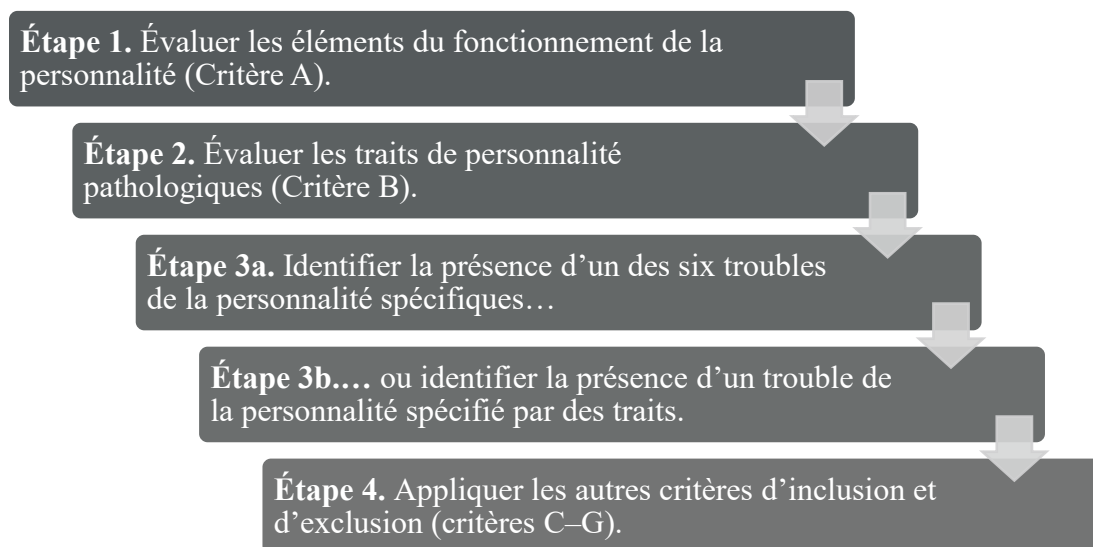 Étape 1. Évaluer les éléments du fonctionnement de la
personnalité (Critère A).
Étape 2. Évaluer les traits de personnalité
pathologiques (Critère B).
Étape 3a. Identifier la présence d’un des six troubles
de la personnalité spécifiques…
Étape 3b.… ou identifier la présence d’un trouble de
la personnalité spécifié par des traits.
Étape 4. Appliquer les autres critères d’inclusion et
d’exclusion (critères C–G).